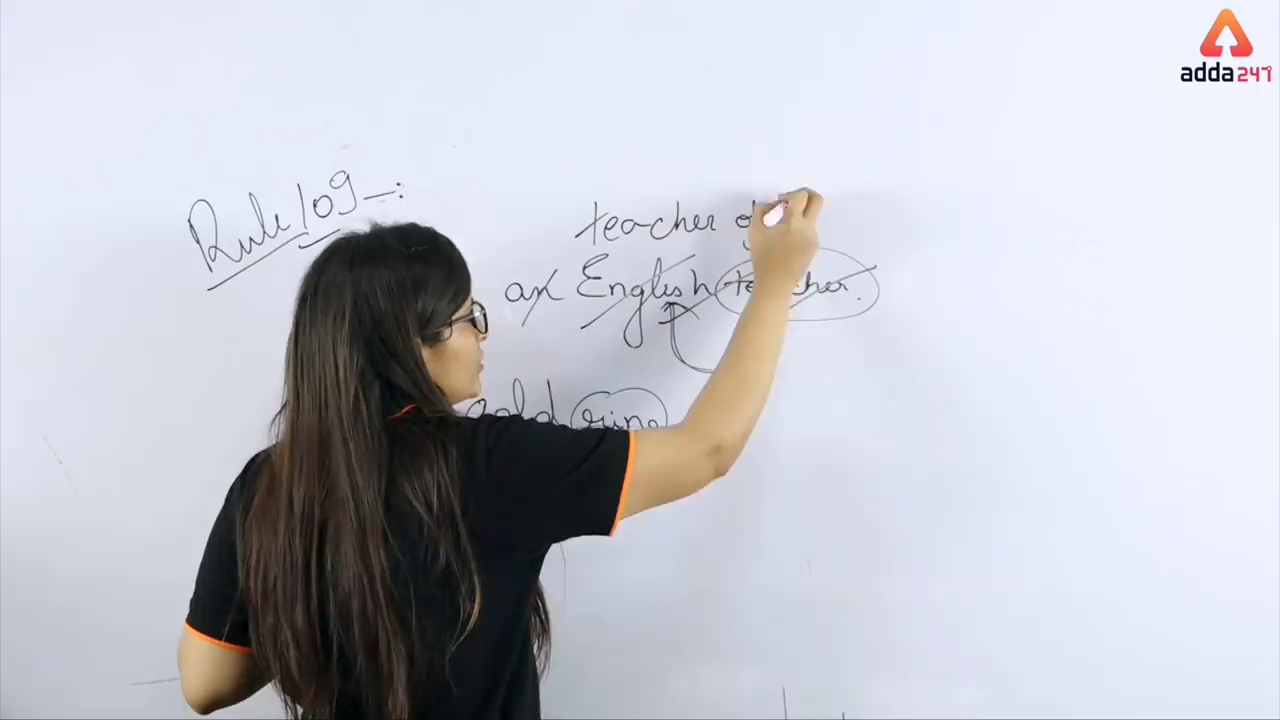 adda247
Rule 109 -:
teacher of
an English teacher.
gold ring